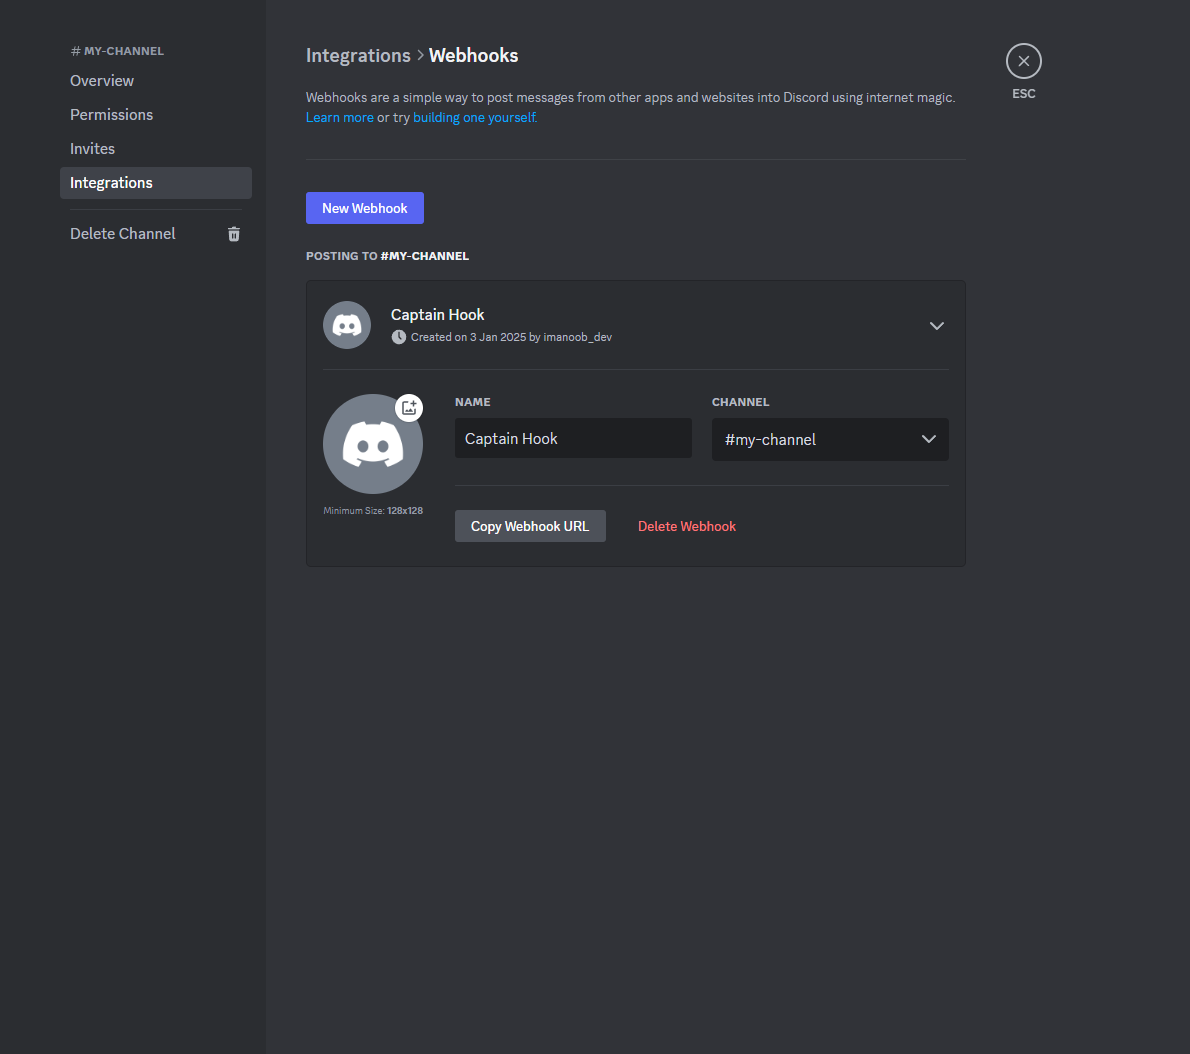 # MY-CHANNEL
Overview
Permissions
Invites
Integrations
Delete Channel
Integrations > Webhooks
Webhooks are a simple way to post messages from other apps and websites into Discord using internet magic.
Learn more or try building one yourself.
ESC
New Webhook
POSTING TO #MY-CHANNEL
Captain Hook
Created on 3 Jan 2025 by imanoob_dev
NAME
Captain Hook
CHANNEL
#my-channel
Minimum Size: 128x128
Copy Webhook URL
Delete Webhook